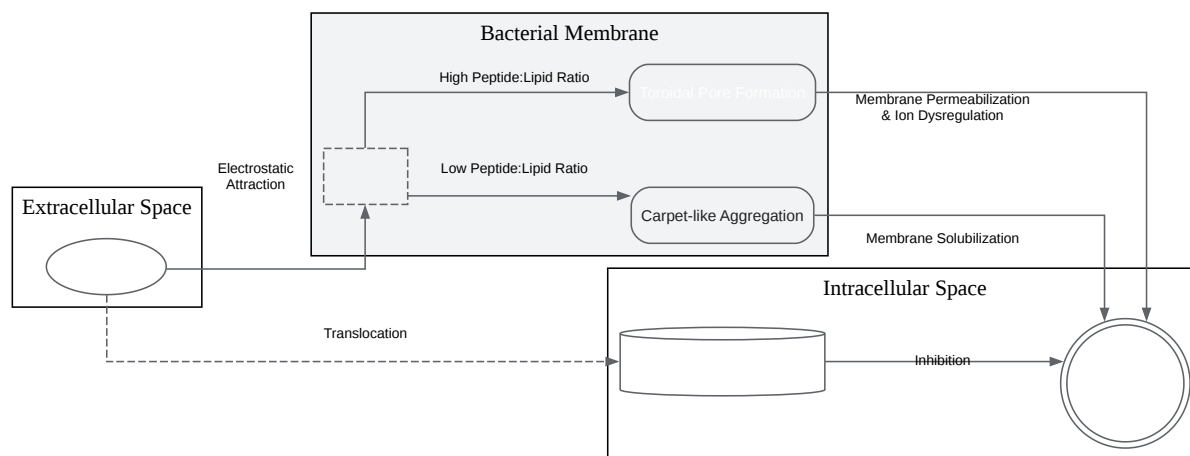 Bacterial Membrane
High Peptide:Lipid Ratio
Toroidal Pore Formation
Membrane Permeabilization
& Ion Dysregulation
Electrostatic
Attraction
Low Peptide:Lipid Ratio
Extracellular Space
Carpet-like Aggregation
Membrane Solubilization
Intracellular Space
Translocation
Inhibition